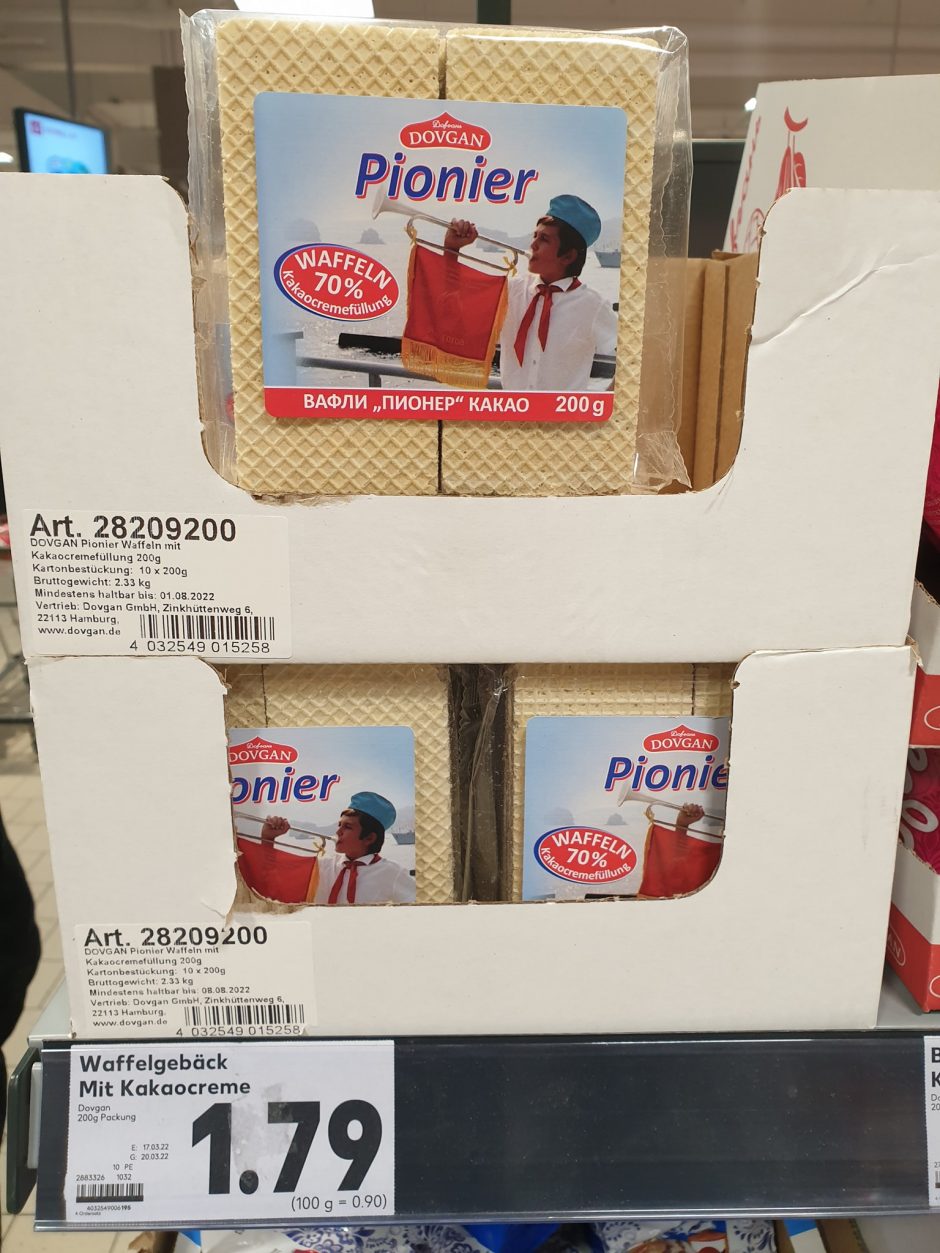 Dovgan
DOVGAN
Pionier
WAFFELN
70%
Kakaocremefüllung
ВАФЛИ „ПИОНЕР“ КАКАО 200 g
Art. 28209200
DOVGAN Pionier Waffeln mit
Kakaocremefüllung 200g
Kartonbestückung: 10 x 200g
Bruttogewicht: 2.33 kg
Mindestens haltbar bis: 01.08.2022
Vertrieb: Dovgan GmbH, Zinkhüttenweg 6,
22113 Hamburg,
www.dovgan.de
4 032549 015258
DOVGAN
onier
DOVGAN
Pionie
WAFFELN
70%
Kakaocremefüllung
Art. 28209200
DOVGAN Pionier Waffeln mit
Kakaocremefüllung 200g
Kartonbestückung: 10 x 200g
Bruttogewicht: 2.33 kg
Mindestens haltbar bis: 08.08.2022
Vertrieb: Dovgan GmbH, Zinkhüttenweg 6,
22113 Hamburg,
www.dovgan.de
4 032549 015258
Waffelgebäck
Mit Kakaocreme
Dovgan
200g Packung
E: 17.03.22
G: 20.03.22
10 PE
2883326 1032
4032549006195
1.79
(100 g = 0.90)